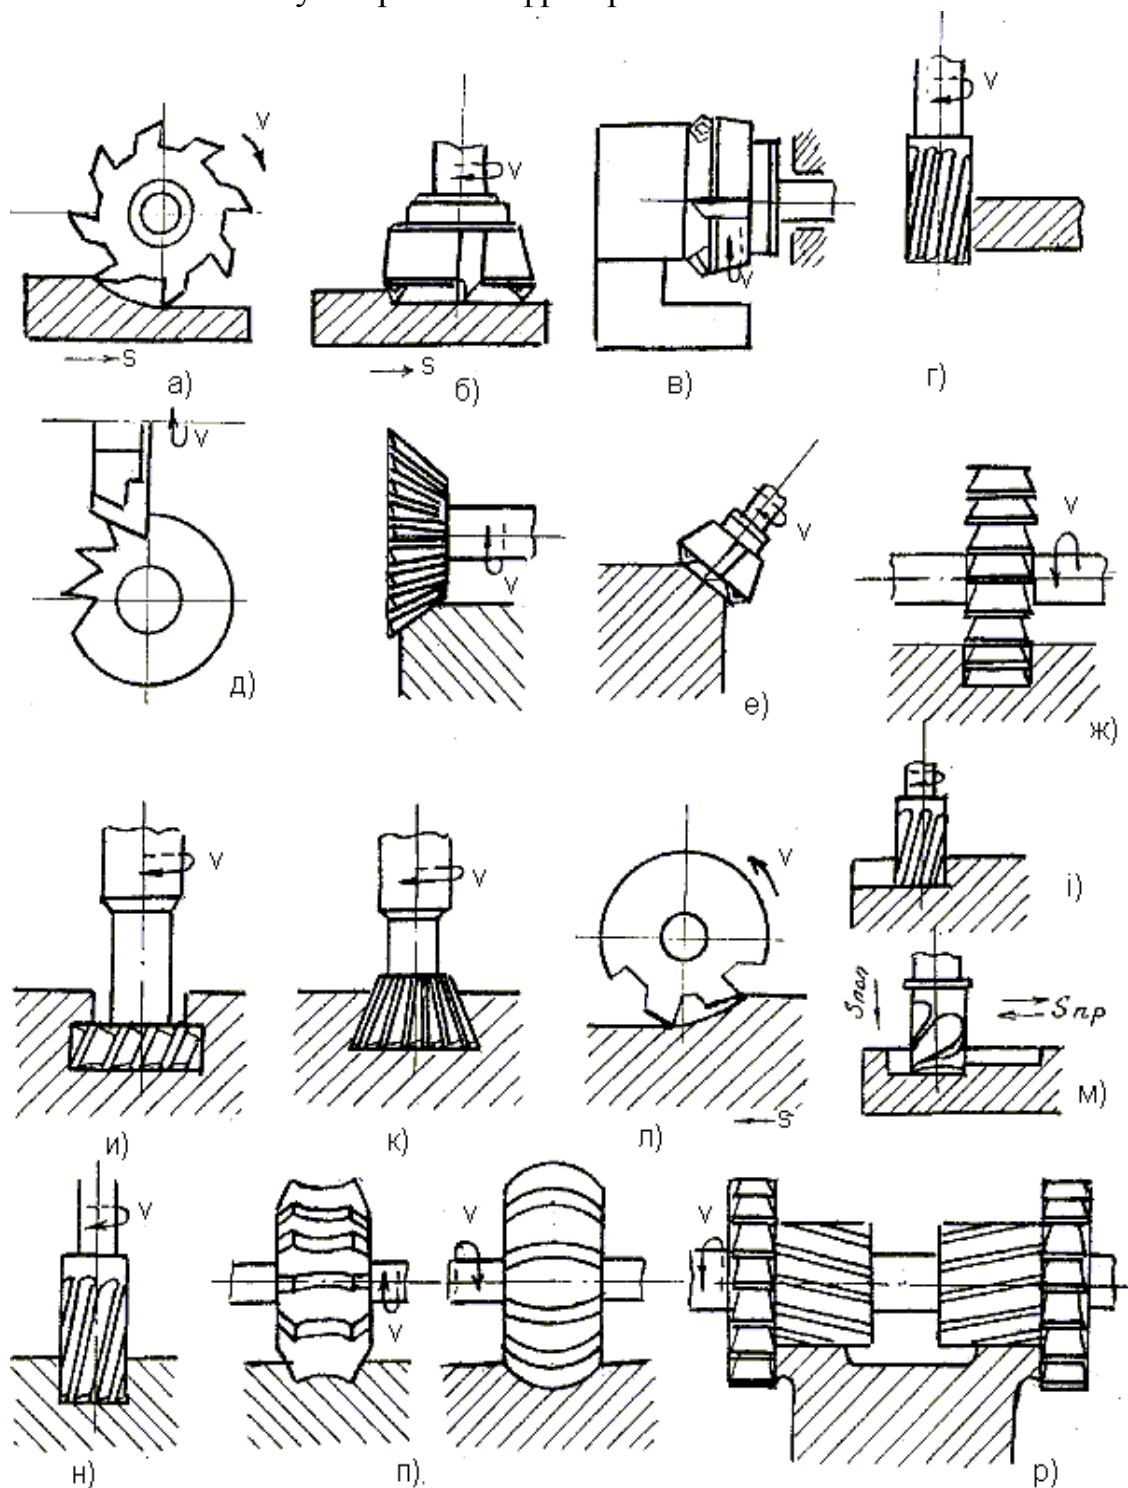 V V V
V
S S
а) б) в) г)
V
V V V
д) е) ж)
V V
і)
Sпоп Sпр
S м)
и) к) л)
V V V V
V
н) п), р)